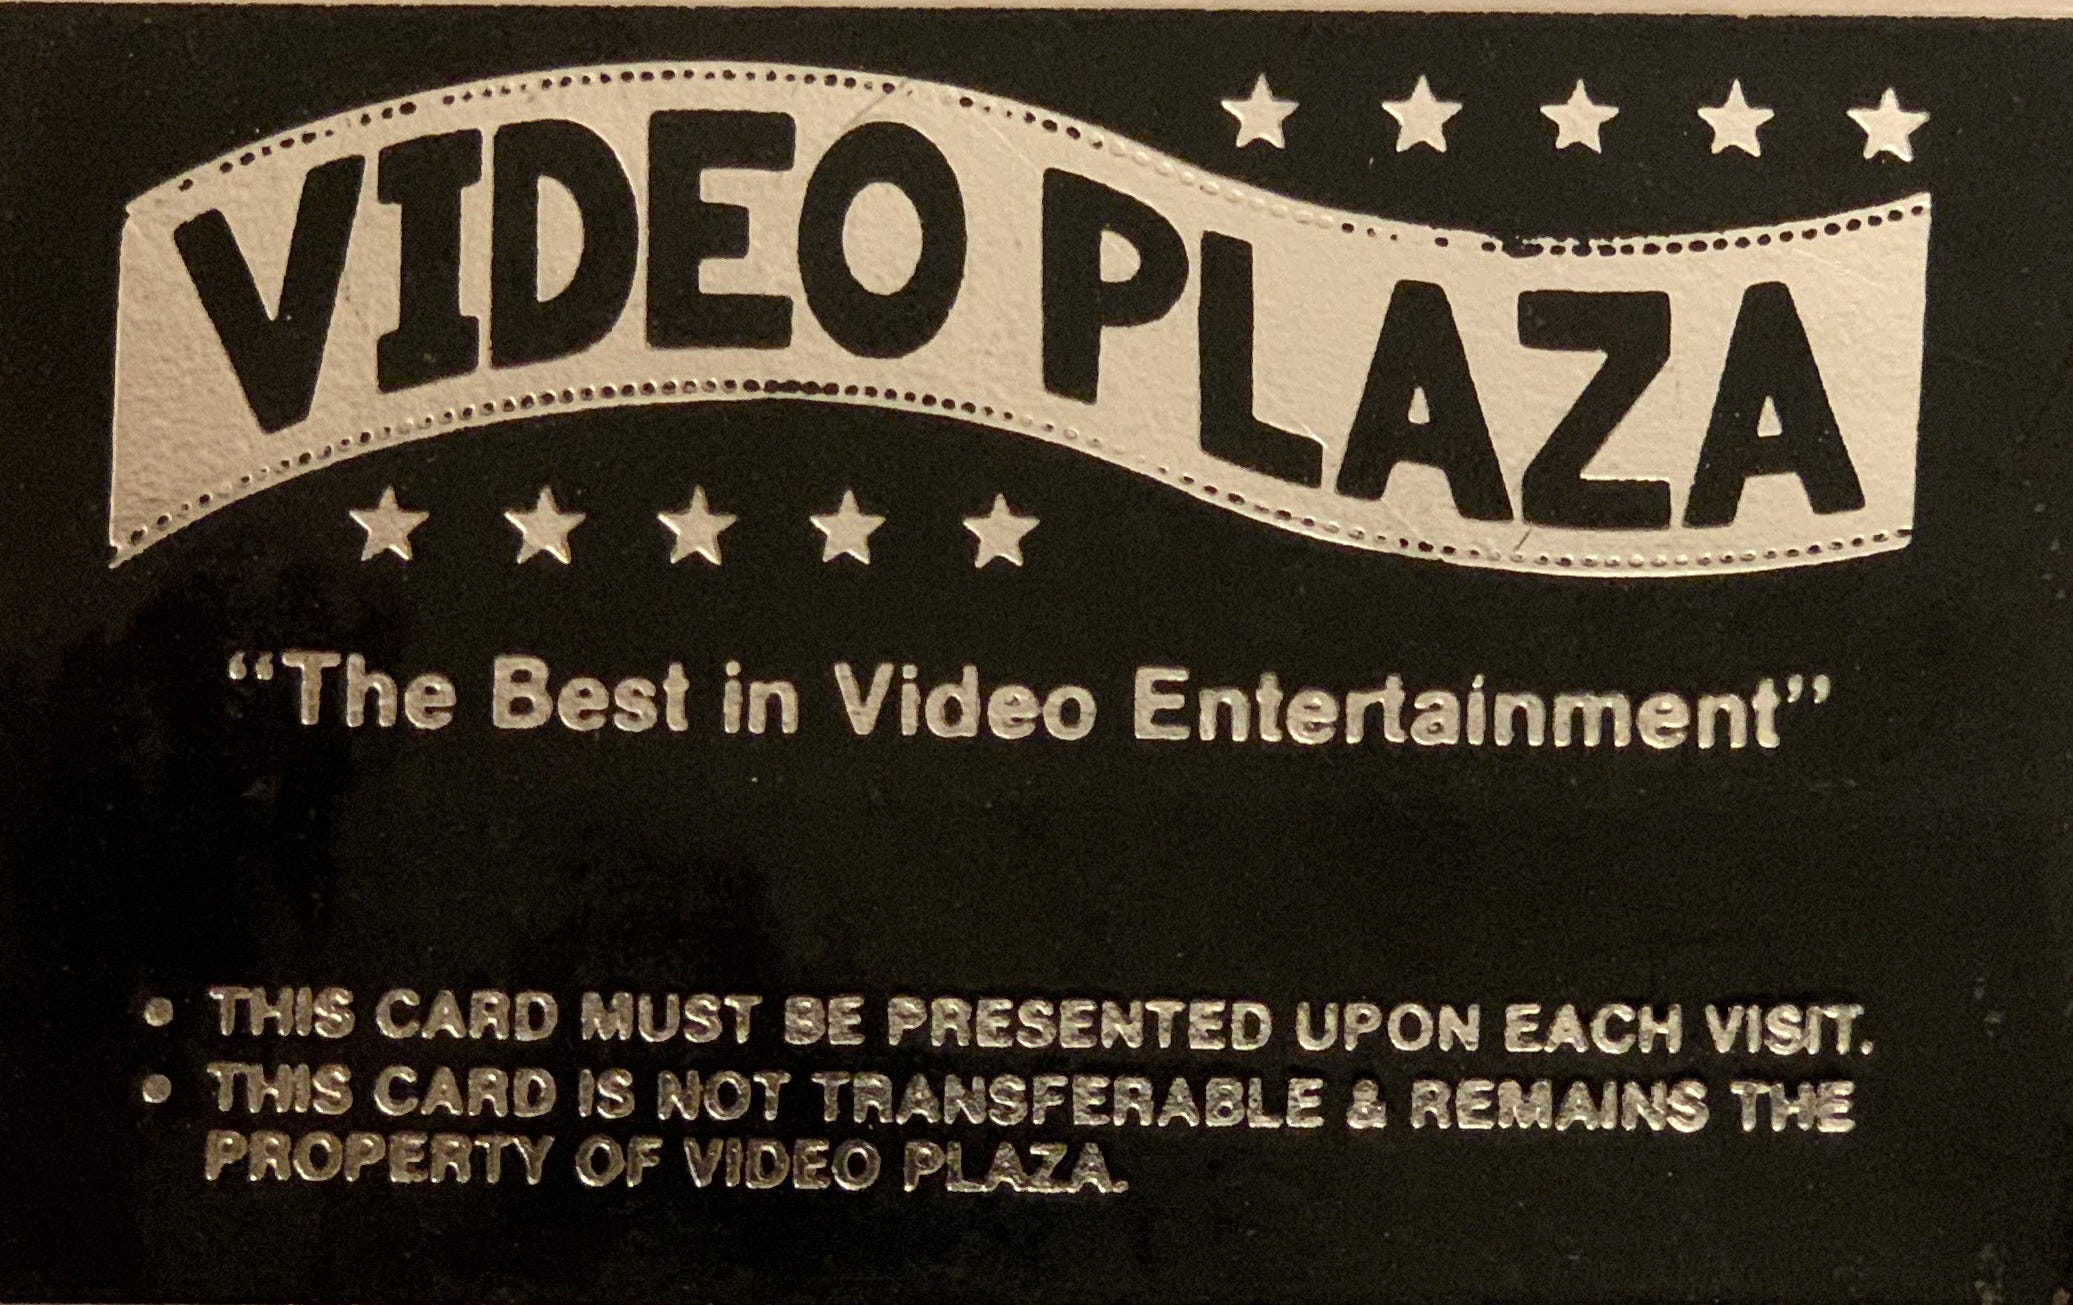 VIDEO PLAZA
“The Best in Video Entertainment”
• THIS CARD MUST BE PRESENTED UPON EACH VISIT.
• THIS CARD IS NOT TRANSFERABLE & REMAINS THE
PROPERTY OF VIDEO PLAZA.